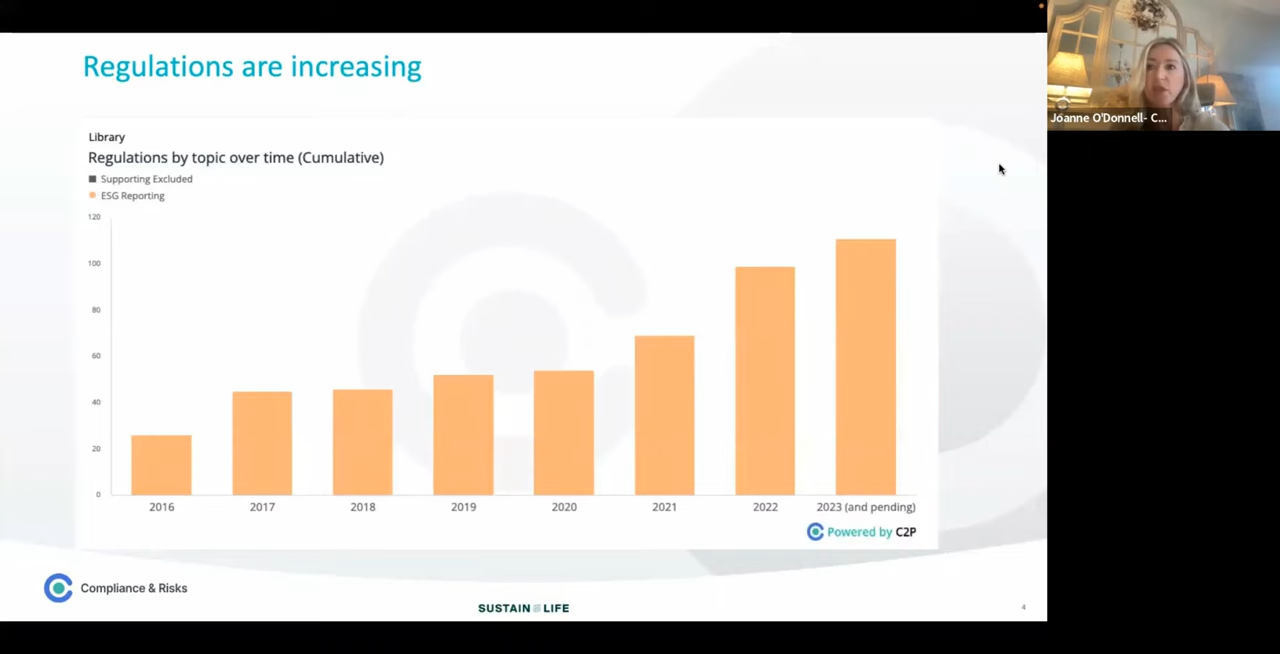 Regulations are increasing
Joanne O'Donnell- C...
Library
Regulations by topic over time (Cumulative)
Supporting Excluded
ESG Reporting
120
100
80
60
40
20
0
2016 2017 2018 2019 2020 2021 2022 2023 (and pending)
Powered by C2P
Compliance & Risks
SUSTAIN LIFE
4